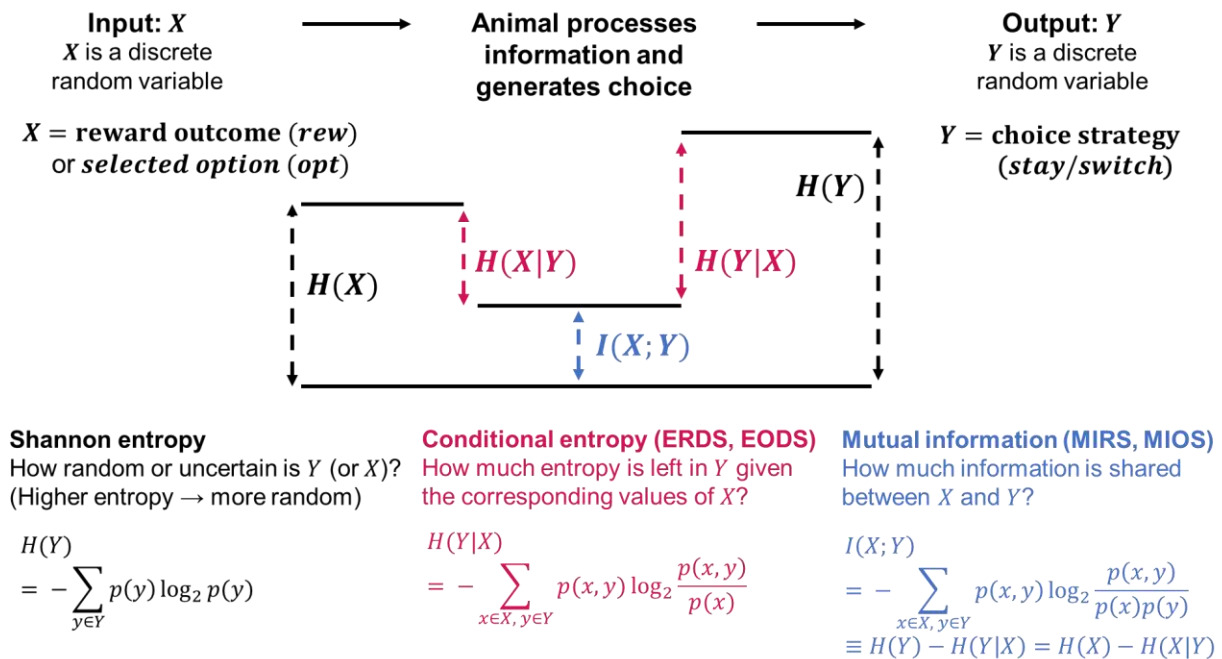 Input: X
X is a discrete
random variable
X = reward outcome (rew)
or selected option (opt)
Animal processes
information and
generates choice
Output: Y
Y is a discrete
random variable
Y = choice strategy
(stay/switch)
H(X)
H(X|Y)
I(X; Y)
H(Y|X)
H(Y)
Shannon entropy
How random or uncertain is Y (or X)?
(Higher entropy → more random)
H(Y)
= − ∑ p(y) log₂ p(y)
y∈Y
Conditional entropy (ERDS, EODS)
How much entropy is left in Y given
the corresponding values of X?
H(Y|X)
= − ∑ p(x, y) log₂ p(x, y) / p(x)
x∈X, y∈Y
Mutual information (MIRS, MIOS)
How much information is shared
between X and Y?
I(X; Y)
= − ∑ p(x, y) log₂ p(x, y) / p(x)p(y)
x∈X, y∈Y
≡ H(Y) − H(Y|X) = H(X) − H(X|Y)